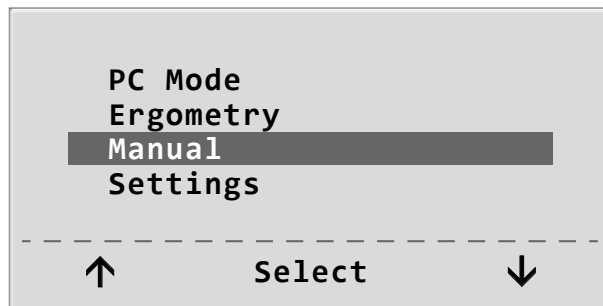 PC Mode
Ergometry
Manual
Settings
↑ Select ↓